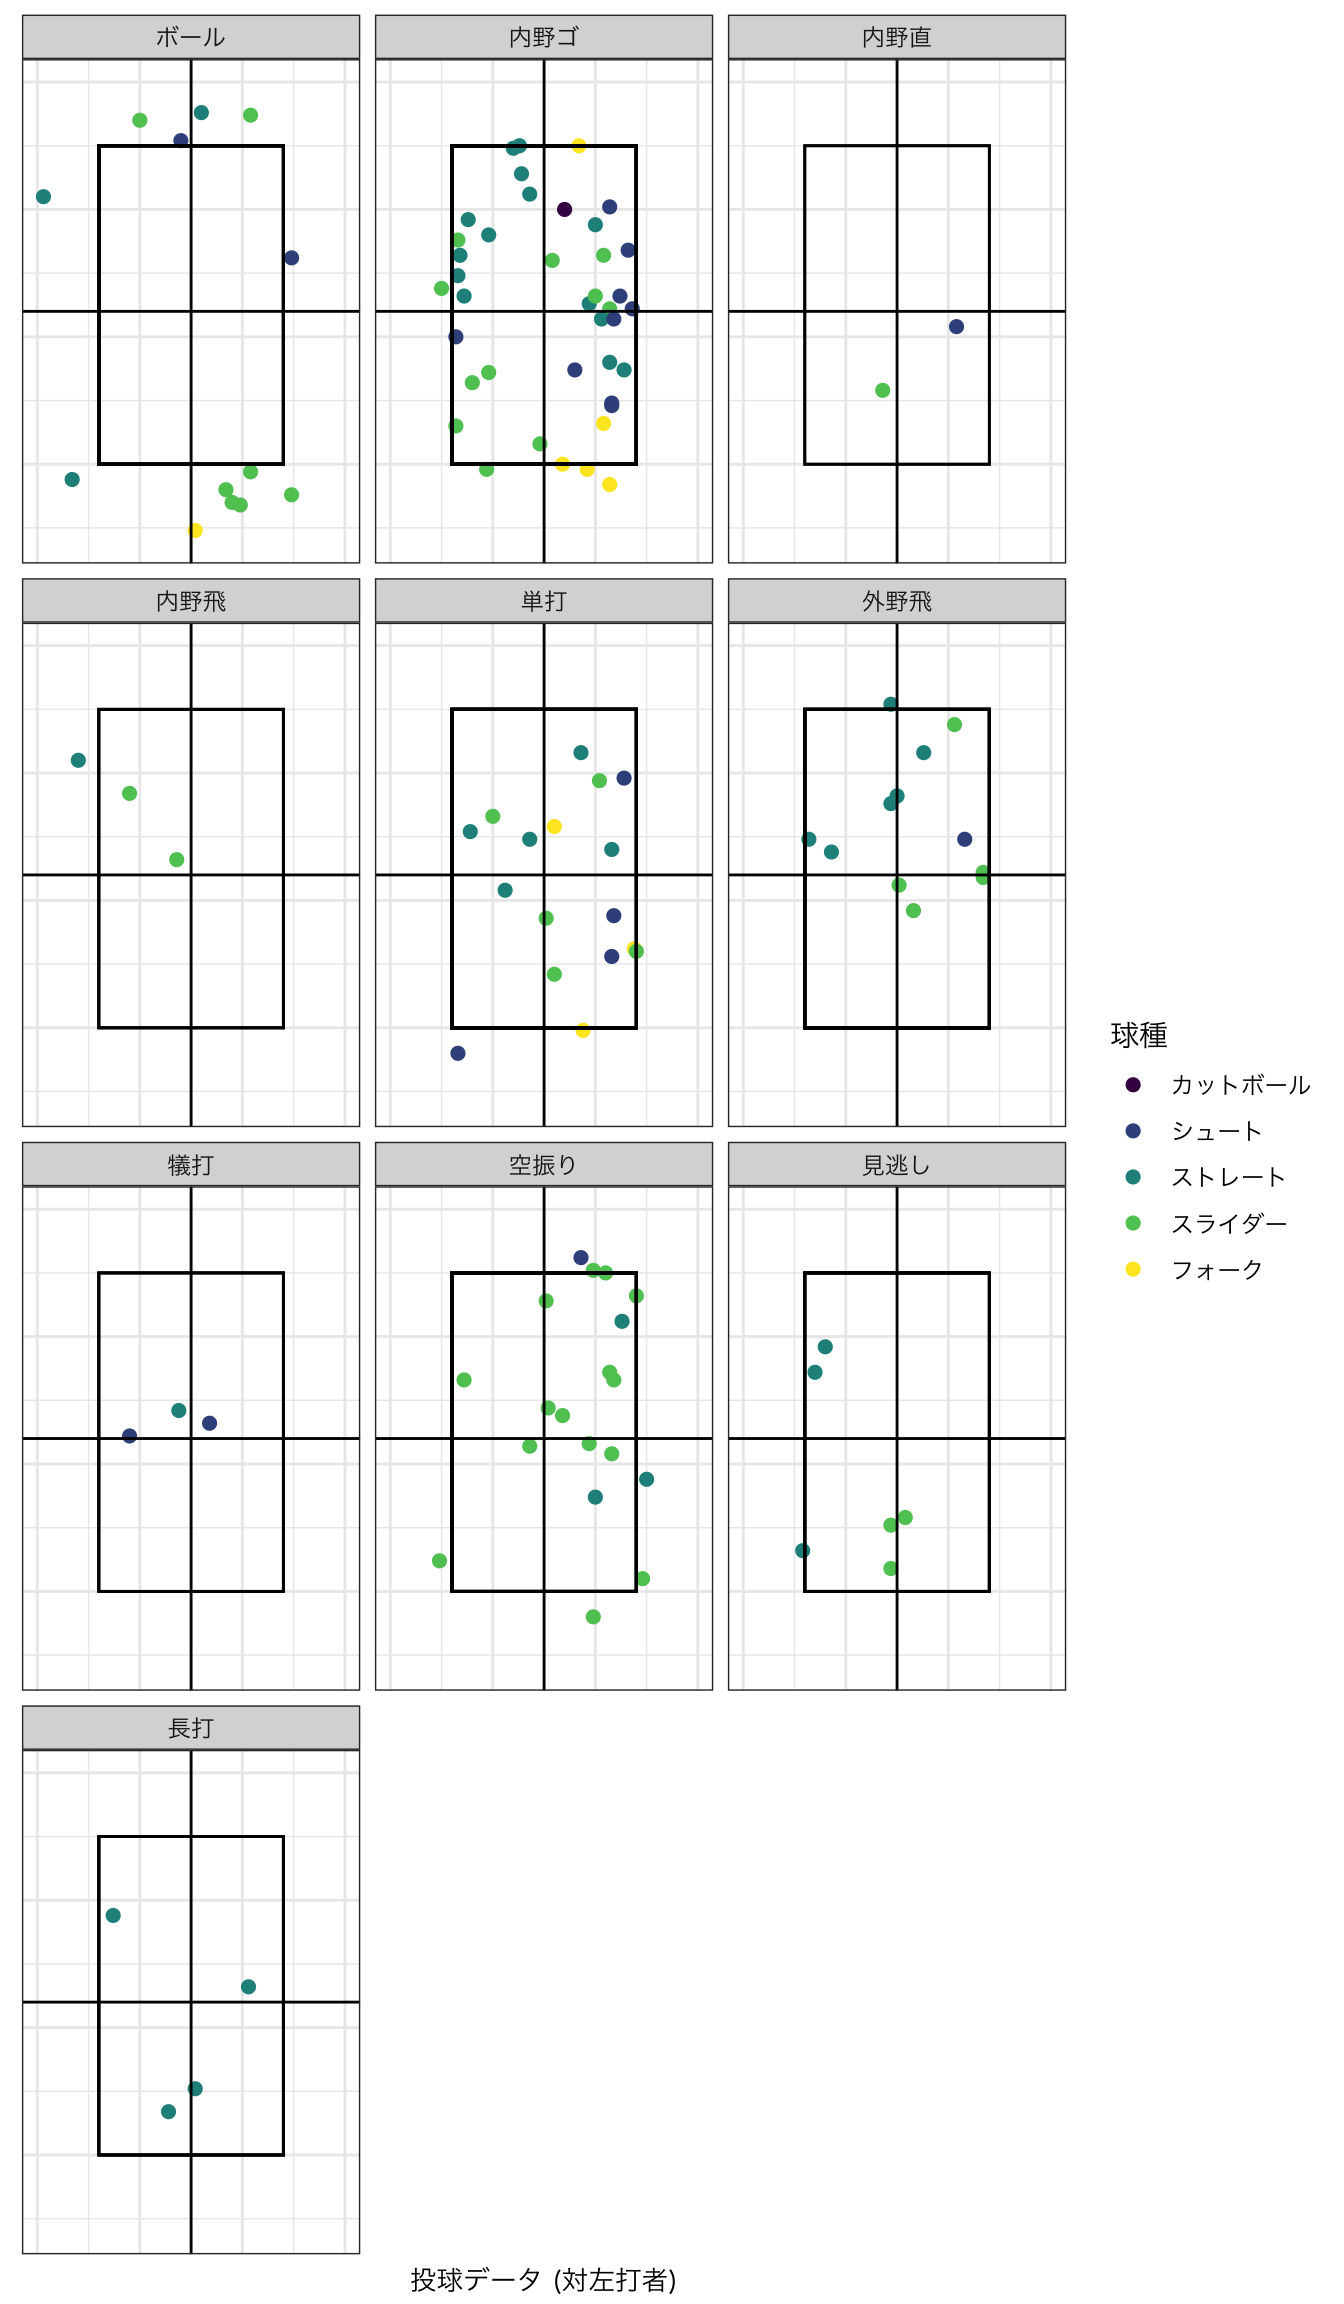 ボール
内野ゴ
内野直
内野飛
単打
外野飛
犠打
空振り
見逃し
長打
球種
カットボール
シュート
ストレート
スライダー
フォーク
投球データ (対左打者)